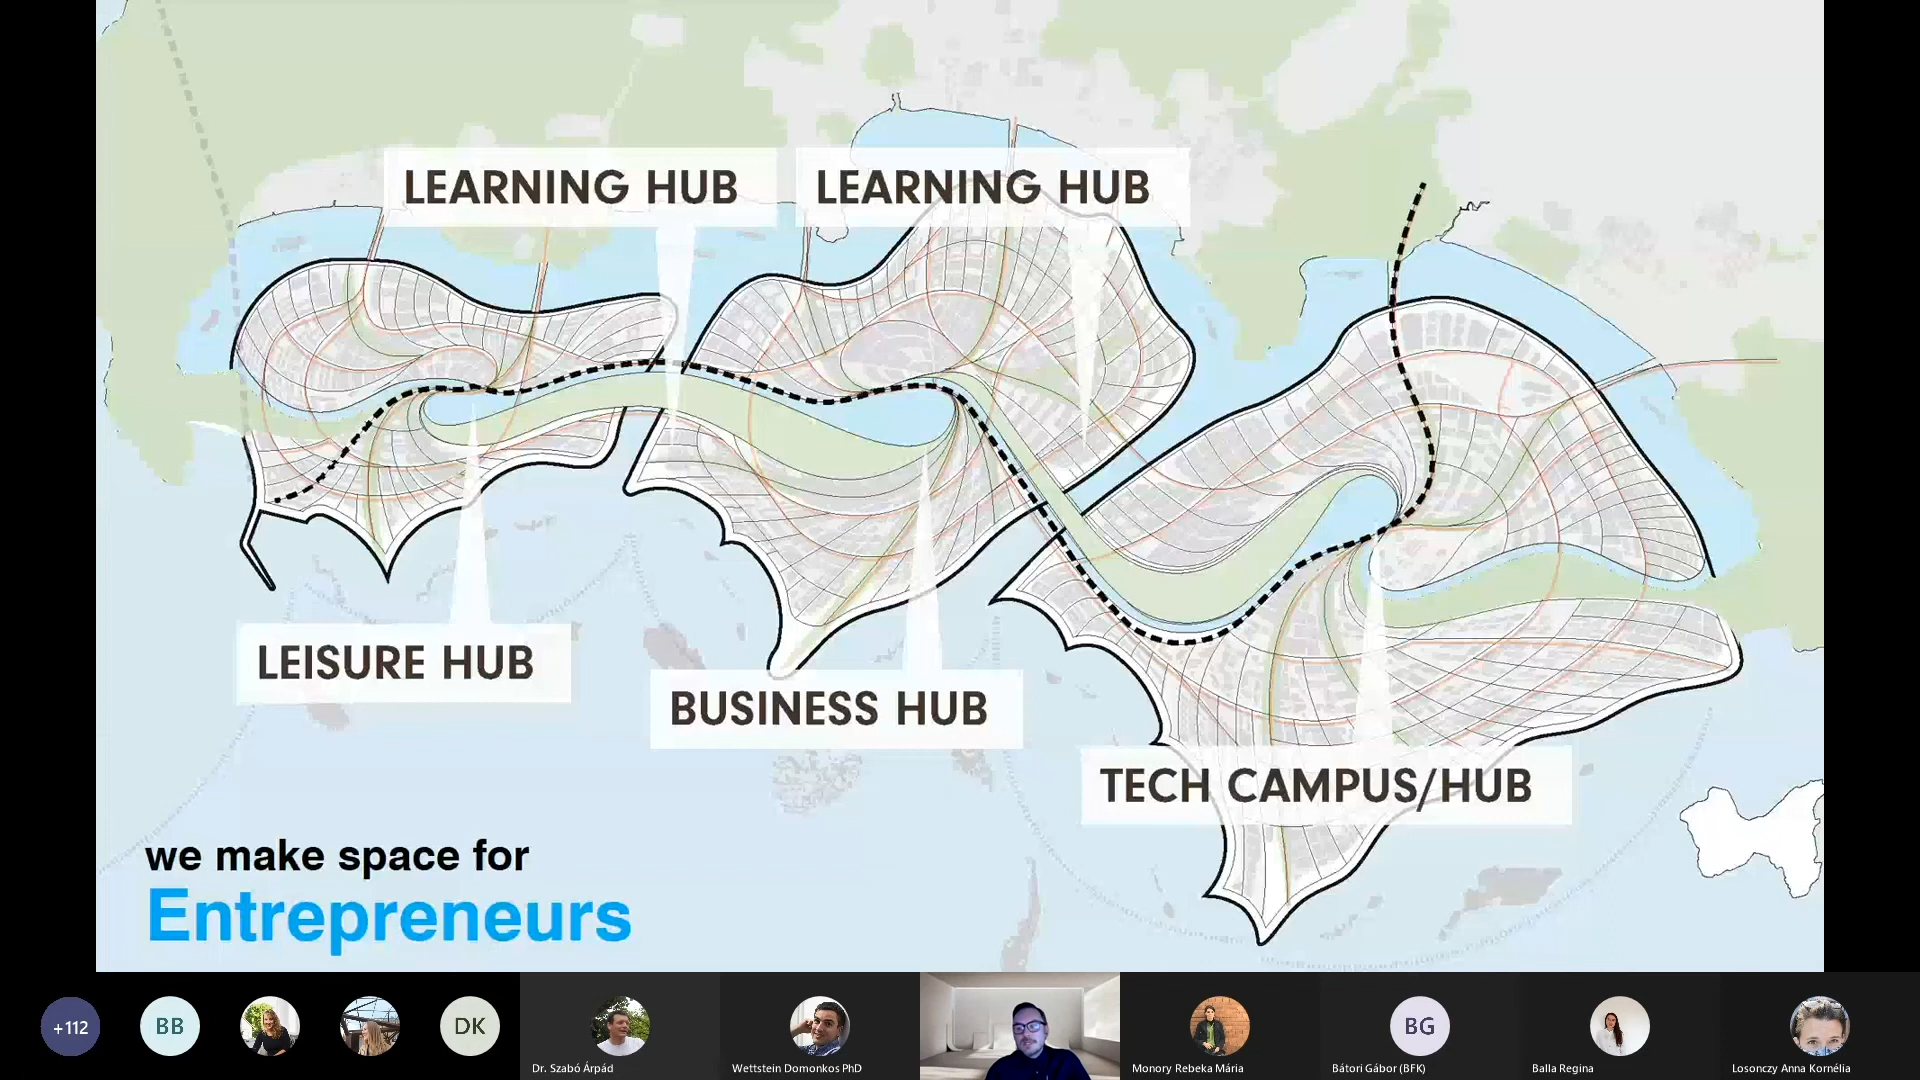 LEARNING HUB
LEARNING HUB
LEISURE HUB
BUSINESS HUB
TECH CAMPUS/HUB
we make space for
Entrepreneurs
+112
BB
DK
Dr. Szabó Árpád
Wettstein Domonkos PhD
Monory Rebeka Mária
BG
Bátori Gábor (BFK)
Balla Regina
Losonczy Anna Kornélia